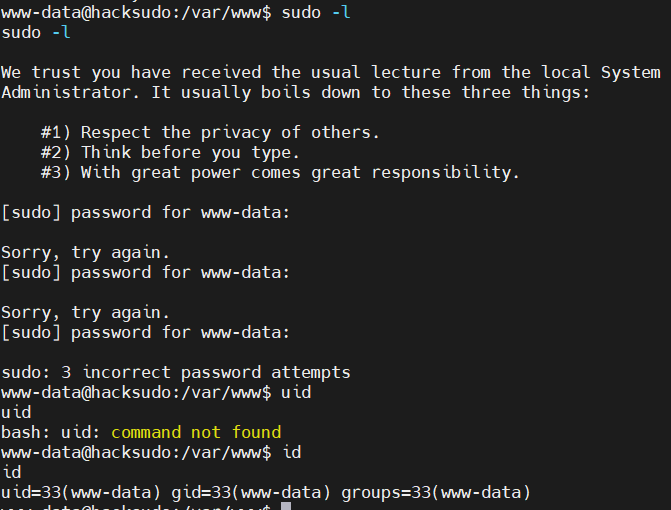 www-data@hacksudo:/var/www$ sudo -l
sudo -l
We trust you have received the usual lecture from the local System
Administrator. It usually boils down to these three things:
#1) Respect the privacy of others.
#2) Think before you type.
#3) With great power comes great responsibility.
[sudo] password for www-data:
Sorry, try again.
[sudo] password for www-data:
Sorry, try again.
[sudo] password for www-data:
sudo: 3 incorrect password attempts
www-data@hacksudo:/var/www$ uid
uid
bash: uid: command not found
www-data@hacksudo:/var/www$ id
id
uid=33(www-data) gid=33(www-data) groups=33(www-data)
www-data@hacksudo:/var/www$